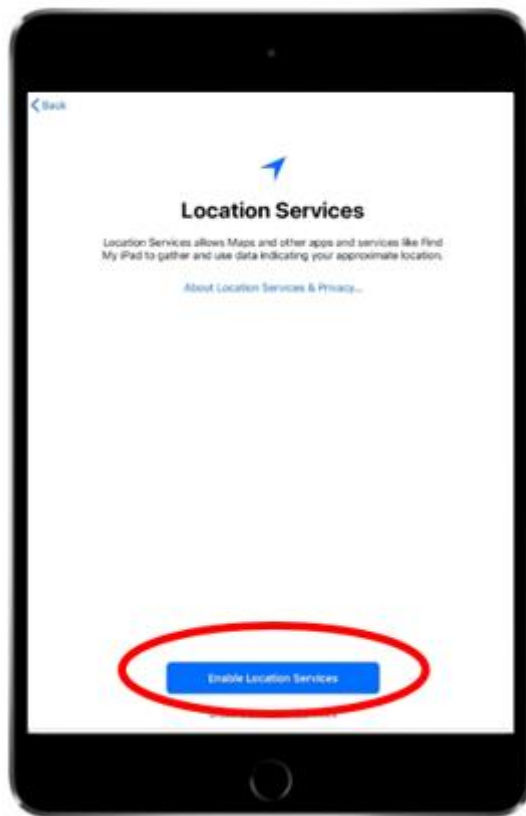 Back
Location Services
Location Services allows Maps and other apps and services like Find
My iPad to gather and use data indicating your approximate location.
About Location Services & Privacy...
Enable Location Services